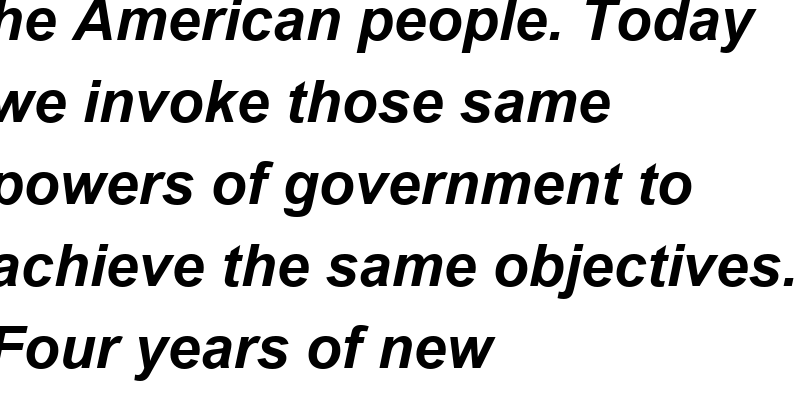 he American people. Today
we invoke those same
powers of government to
achieve the same objectives.
Four years of new